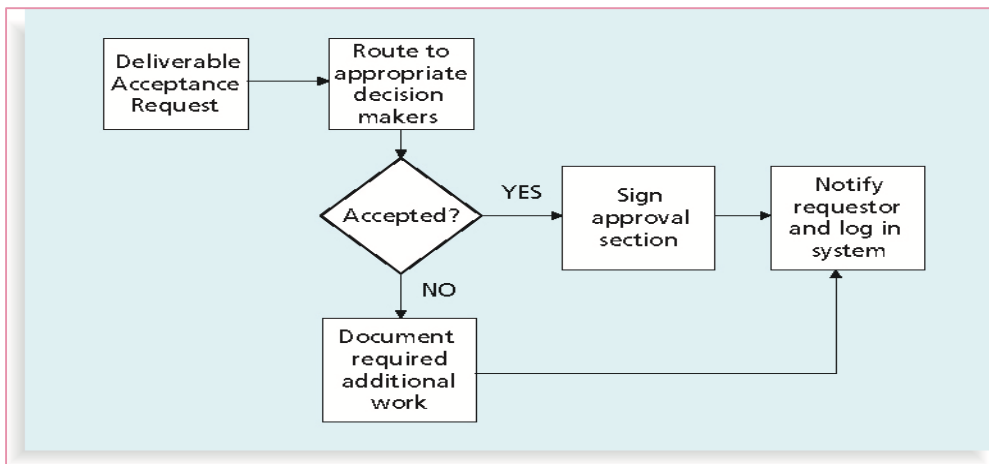 Deliverable
Acceptance
Request
Route to
appropriate
decision
makers
Accepted?
YES
Sign
approval
section
Notify
requestor
and log in
system
NO
Document
required
additional
work